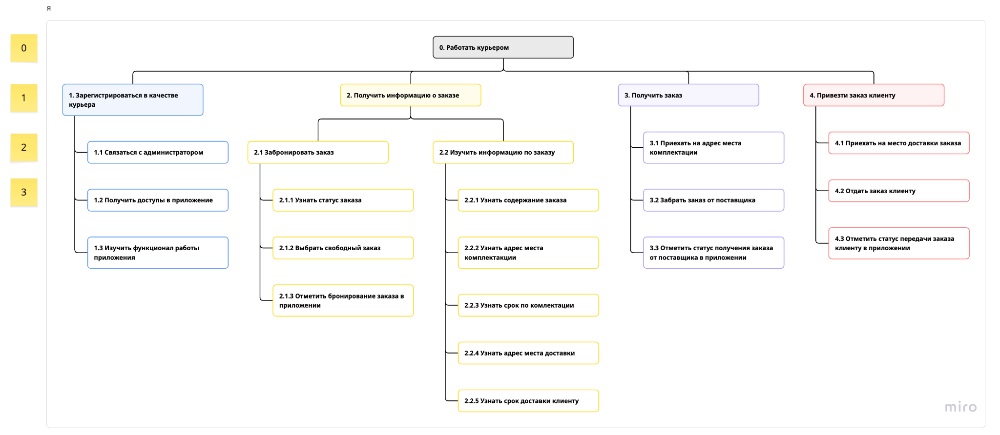 я
0
0. Работать курьером
1
1. Зарегистрироваться в качестве
курьера
2. Получить информацию о заказе
3. Получить заказ
4. Привезти заказ клиенту
2
1.1 Связаться с администратором
2.1 Забронировать заказ
2.2 Изучить информацию по заказу
3.1 Приехать на адрес места
комплектации
4.1 Приехать на место доставки заказа
3
1.2 Получить доступы в приложение
2.1.1 Узнать статус заказа
2.2.1 Узнать содержание заказа
3.2 Забрать заказ от поставщика
4.2 Отдать заказ клиенту
1.3 Изучить функционал работы
приложения
2.1.2 Выбрать свободный заказ
2.2.2 Узнать адрес места
комплектакции
3.3 Отметить статус получения заказа
от поставщика в приложении
4.3 Отметить статус передачи заказа
клиенту в приложении
2.1.3 Отметить бронирование заказа в
приложении
2.2.3 Узнать срок по комлектации
2.2.4 Узнать адрес места доставки
2.2.5 Узнать срок доставки клиенту
miro